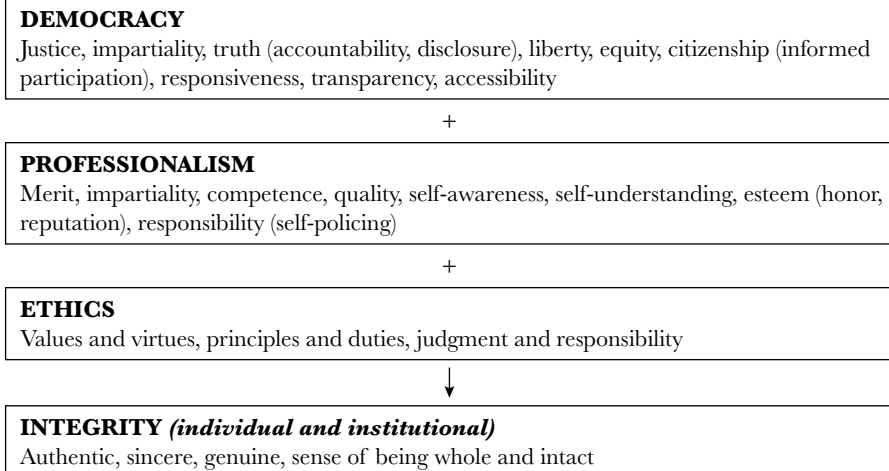 DEMOCRACY
Justice, impartiality, truth (accountability, disclosure), liberty, equity, citizenship (informed
participation), responsiveness, transparency, accessibility
+
PROFESSIONALISM
Merit, impartiality, competence, quality, self-awareness, self-understanding, esteem (honor,
reputation), responsibility (self-policing)
+
ETHICS
Values and virtues, principles and duties, judgment and responsibility
INTEGRITY (individual and institutional)
Authentic, sincere, genuine, sense of being whole and intact